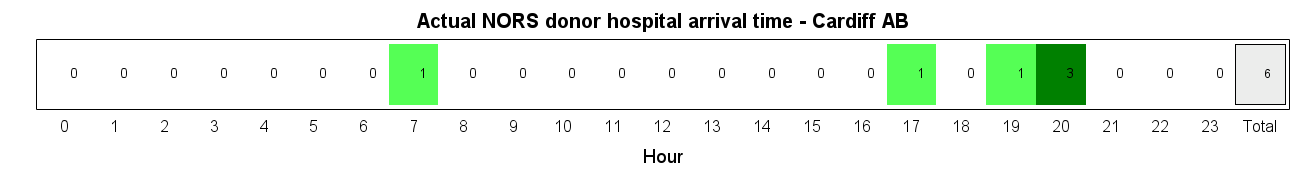 Actual NORS donor hospital arrival time - Cardiff AB
0 0 0 0 0 0 0 1 0 0 0 0 0 0 0 0 0 1 0 1 3 0 0 0 6
0 1 2 3 4 5 6 7 8 9 10 11 12 13 14 15 16 17 18 19 20 21 22 23 Total
Hour